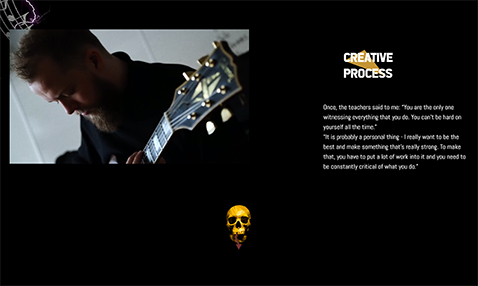 CREATIVE
PROCESS
Once, the teachers said to me: "You are the only one
witnessing everything that you do. You can't be hard on
yourself all the time."
"It is probably a personal thing - I really want to be the
best and make something that's really strong. To make
that, you have to put a lot of work into it and you need to
be constantly critical of what you do."